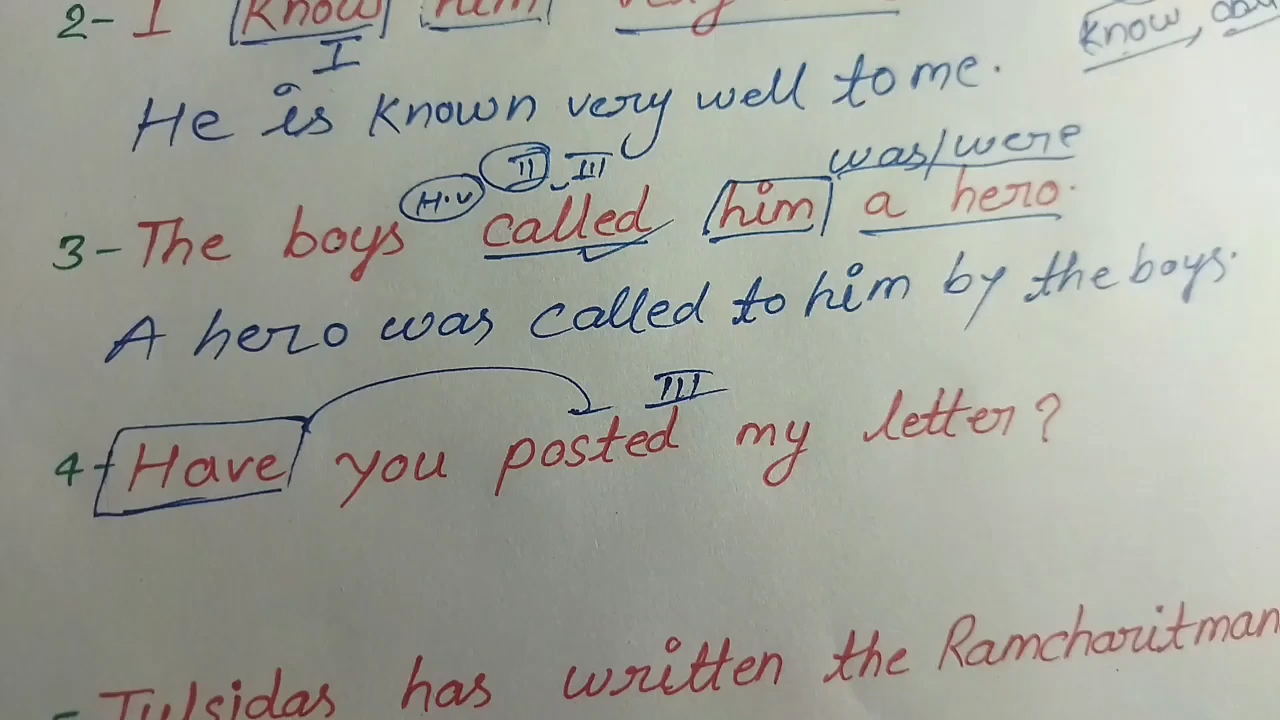 2- I know him very
I
know,
He is known very well to me.
II III was/were
H.V
3- The boys called him a hero.
A hero was called to him by the boys.
III
4- Have you posted my letter?
Tulsidas has written the Ramcharitman